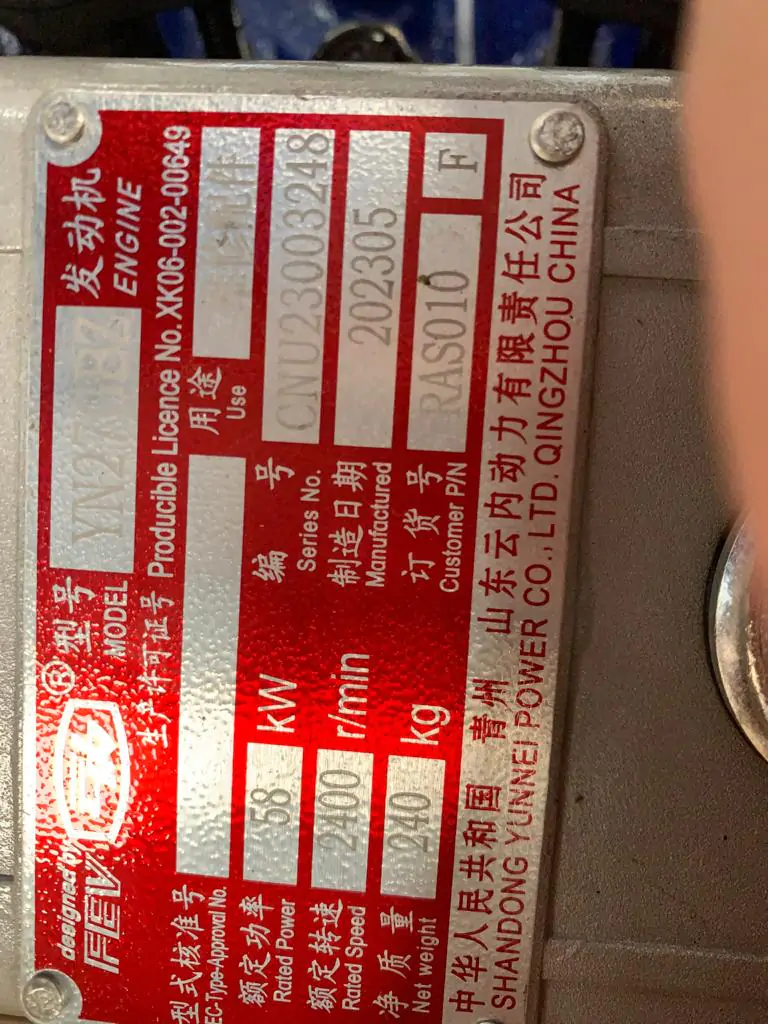 designed by
FEV
®
型号
MODEL
发动机
ENGINE
生产许可证号 Producible Licence No. XK06-002-00649
型式核准号
EC-Type-Approval No.
用途
Use
额定功率
Rated Power
58
kW
编号
Series No.
CNU23003248
额定转速
Rated Speed
2400
r/min
制造日期
Manufactured
202305
净质量
Net weight
240
kg
订货号
Customer P/N
RAS010
F
中华人民共和国 青州 山东云内动力有限责任公司
SHANDONG YUNNEI POWER CO., LTD. QINGZHOU CHINA